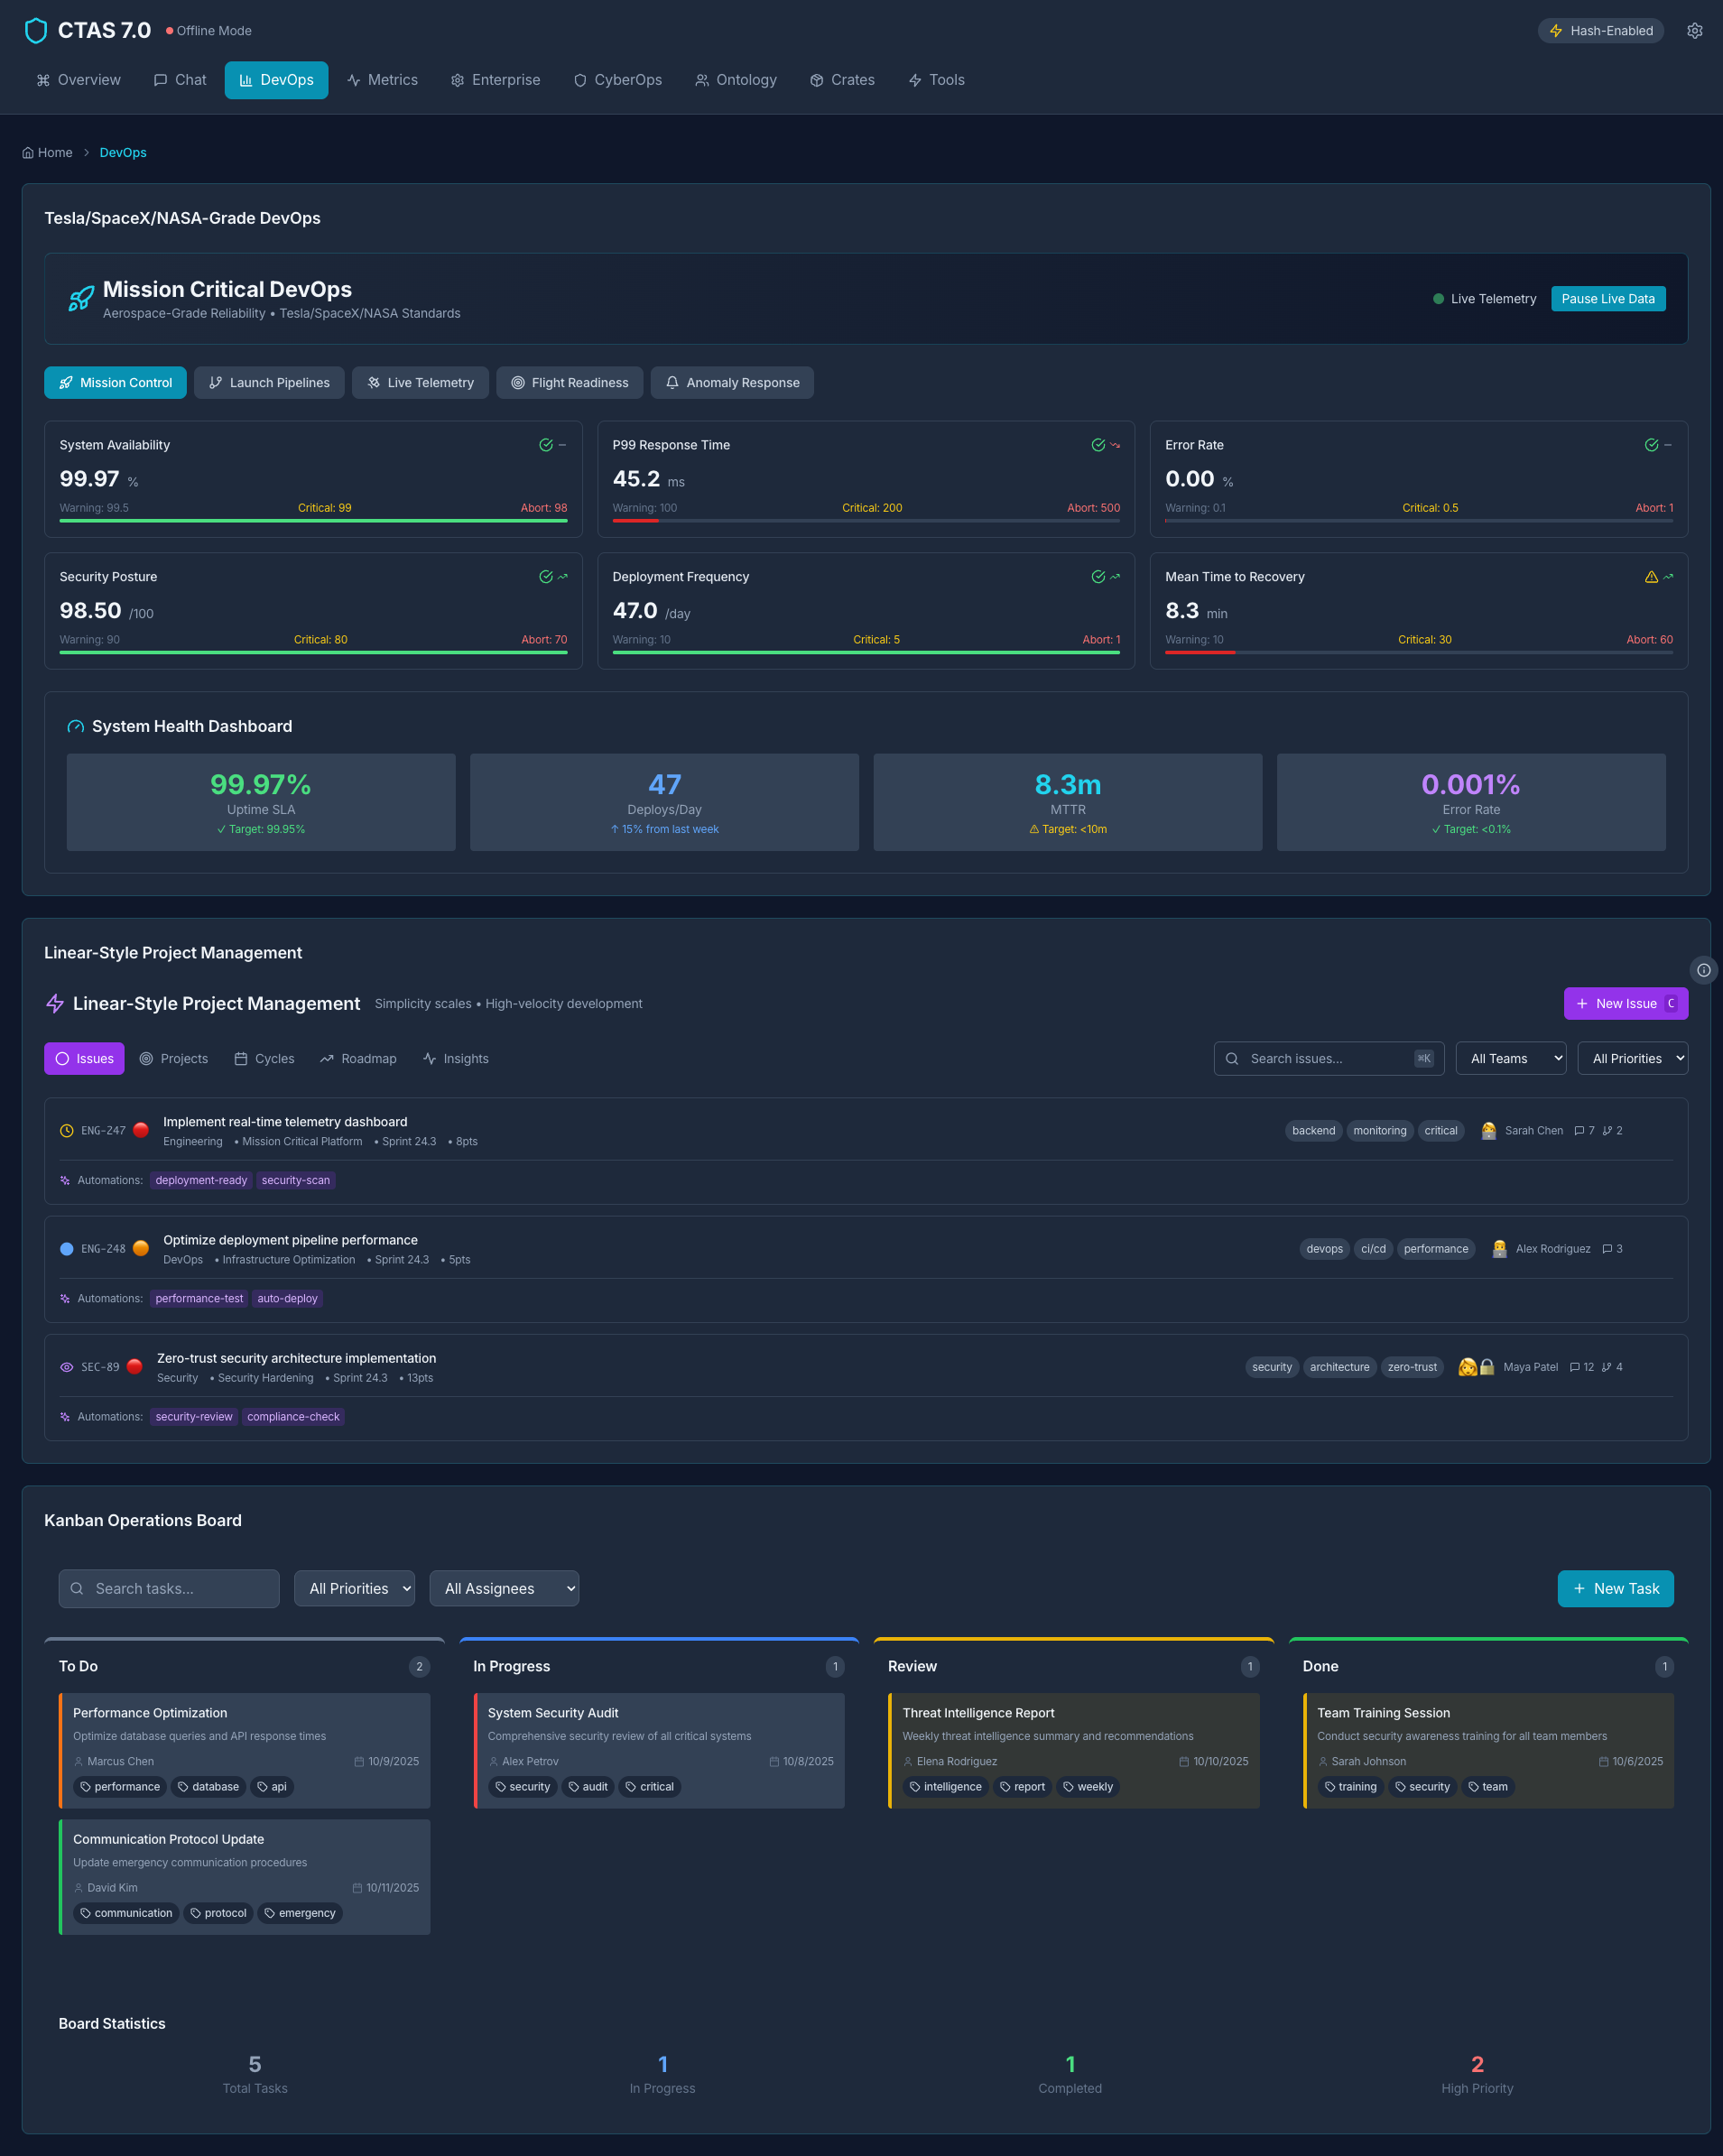 CTAS 7.0
Offline Mode
Hash-Enabled
Overview
Chat
DevOps
Metrics
Enterprise
CyberOps
Ontology
Crates
Tools
Home
DevOps
Tesla/SpaceX/NASA-Grade DevOps
Mission Critical DevOps
Aerospace-Grade Reliability • Tesla/SpaceX/NASA Standards
Live Telemetry
Pause Live Data
Mission Control
Launch Pipelines
Live Telemetry
Flight Readiness
Anomaly Response
System Availability
99.97 %
Warning: 99.5 Critical: 99 Abort: 98
P99 Response Time
45.2 ms
Warning: 100 Critical: 200 Abort: 500
Error Rate
0.00 %
Warning: 0.1 Critical: 0.5 Abort: 1
Security Posture
98.50 /100
Warning: 90 Critical: 80 Abort: 70
Deployment Frequency
47.0 /day
Warning: 10 Critical: 5 Abort: 1
Mean Time to Recovery
8.3 min
Warning: 10 Critical: 30 Abort: 60
System Health Dashboard
99.97%
Uptime SLA
✓ Target: 99.95%
47
Deploys/Day
↑ 15% from last week
8.3m
MTTR
⚠ Target: <10m
0.001%
Error Rate
✓ Target: <0.1%
Linear-Style Project Management
Linear-Style Project Management
Simplicity scales • High-velocity development
New Issue C
Issues
Projects
Cycles
Roadmap
Insights
Search issues... ⌘K
All Teams
All Priorities
ENG-247
Implement real-time telemetry dashboard
Engineering • Mission Critical Platform • Sprint 24.3 • 8pts
backend monitoring critical
Sarah Chen 7 2
Automations: deployment-ready security-scan
ENG-248
Optimize deployment pipeline performance
DevOps • Infrastructure Optimization • Sprint 24.3 • 5pts
devops ci/cd performance
Alex Rodriguez 3
Automations: performance-test auto-deploy
SEC-89
Zero-trust security architecture implementation
Security • Security Hardening • Sprint 24.3 • 13pts
security architecture zero-trust
Maya Patel 12 4
Automations: security-review compliance-check
Kanban Operations Board
Search tasks...
All Priorities
All Assignees
New Task
To Do 2
Performance Optimization
Optimize database queries and API response times
Marcus Chen 10/9/2025
performance database api
Communication Protocol Update
Update emergency communication procedures
David Kim 10/11/2025
communication protocol emergency
In Progress 1
System Security Audit
Comprehensive security review of all critical systems
Alex Petrov 10/8/2025
security audit critical
Review 1
Threat Intelligence Report
Weekly threat intelligence summary and recommendations
Elena Rodriguez 10/10/2025
intelligence report weekly
Done 1
Team Training Session
Conduct security awareness training for all team members
Sarah Johnson 10/6/2025
training security team
Board Statistics
5
Total Tasks
1
In Progress
1
Completed
2
High Priority